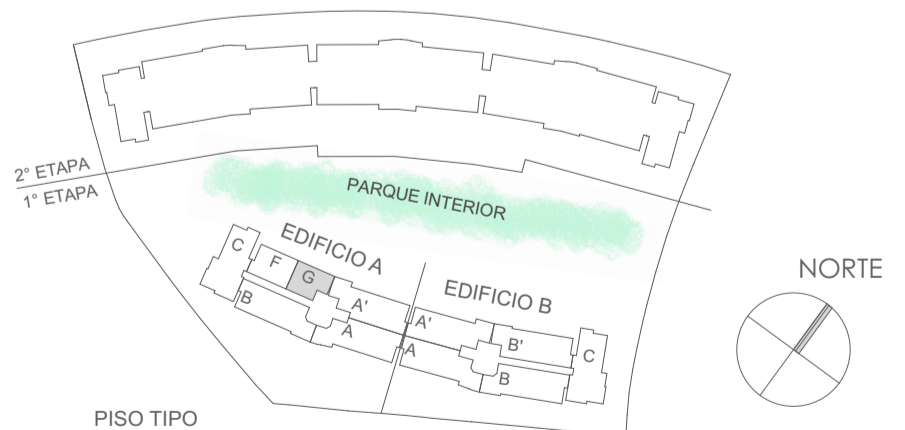 2° ETAPA
1° ETAPA
PARQUE INTERIOR
EDIFICIO A
C
F
G
B
A'
A
EDIFICIO B
A'
B'
C
A
B
NORTE
PISO TIPO